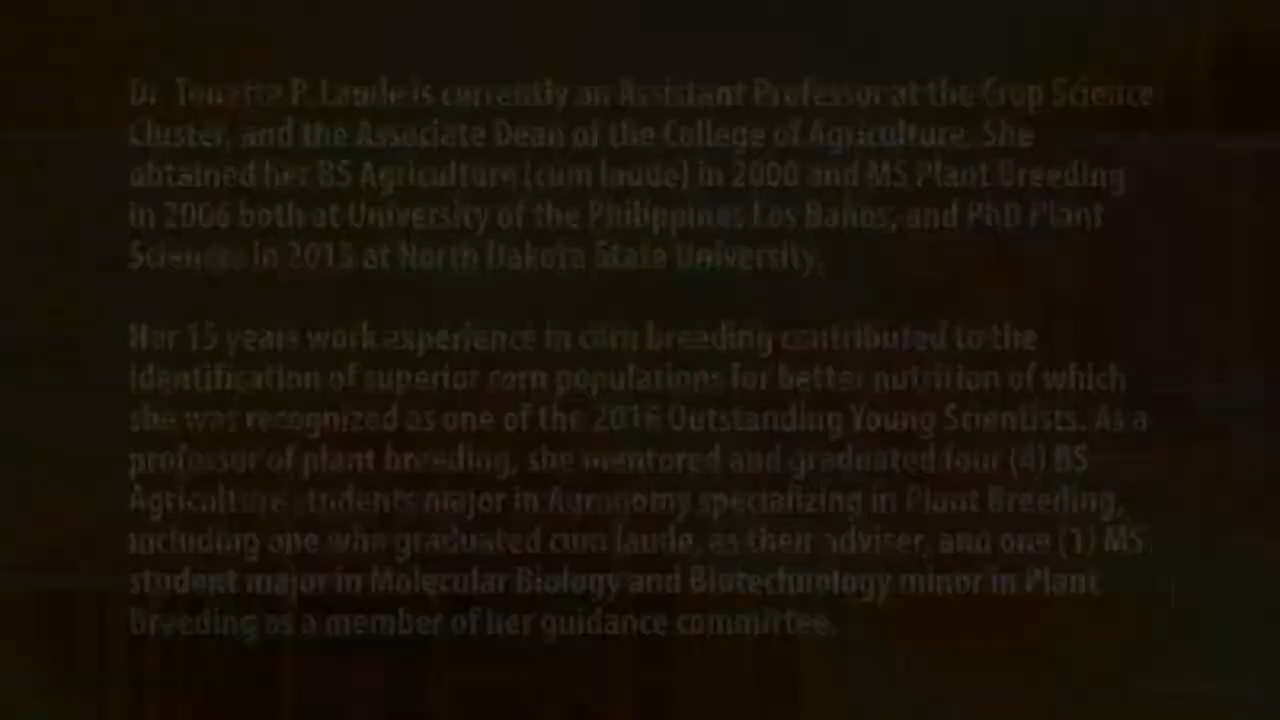 Dr. Tonette P. Laude is currently an Assistant Professor at the Crop Science
Cluster, and the Associate Dean of the College of Agriculture. She
obtained her BS Agriculture (cum laude) in 2000 and MS Plant Breeding
in 2006 both at University of the Philippines Los Baños, and PhD Plant
Sciences in 2013 at North Dakota State University.
Her 15 years work experience in corn breeding contributed to the
identification of superior corn populations for better nutrition of which
she was recognized as one of the 2016 Outstanding Young Scientists. As a
professor of plant breeding, she mentored and graduated four (4) BS
Agriculture students major in Agronomy specializing in Plant Breeding,
including one who graduated cum laude, as their adviser, and one (1) MS
student major in Molecular Biology and Biotechnology minor in Plant
Breeding as a member of her guidance committee.